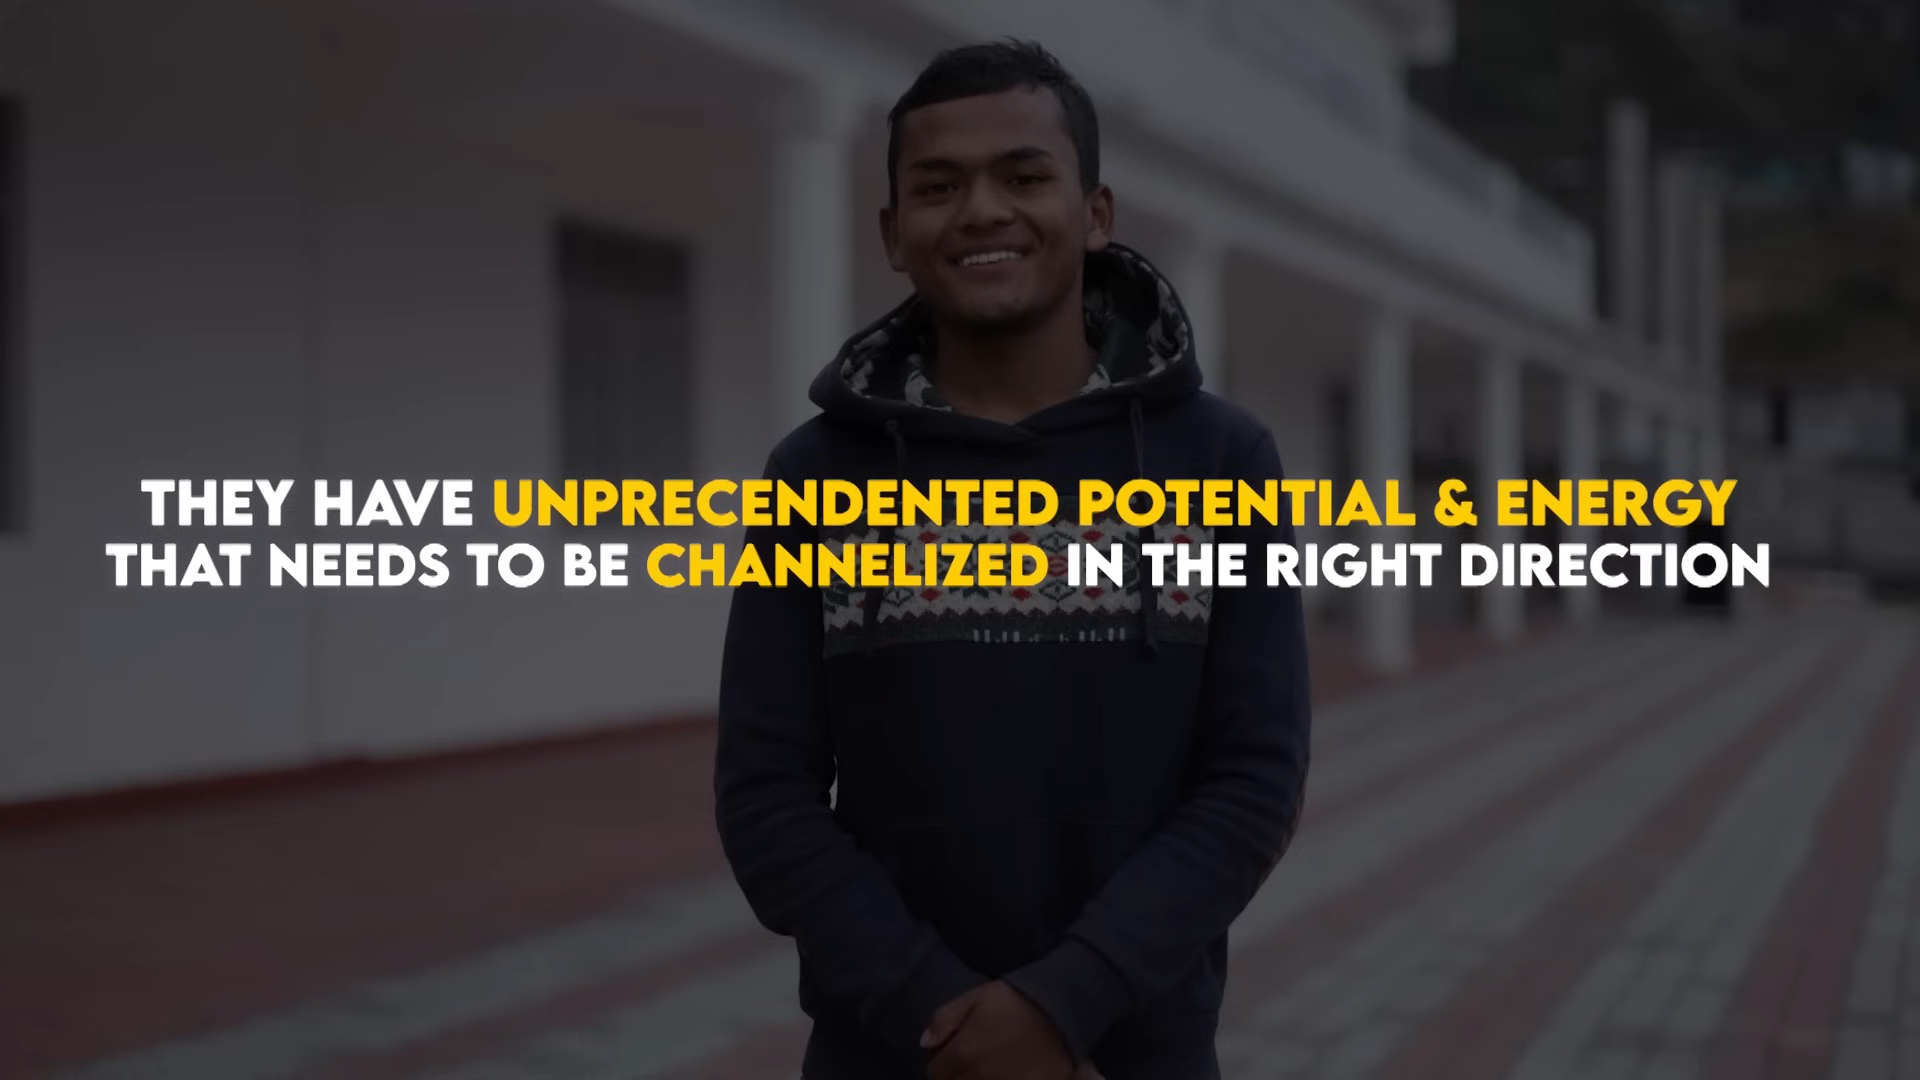 THEY HAVE UNPRECENDENTED POTENTIAL & ENERGY
THAT NEEDS TO BE CHANNELIZED IN THE RIGHT DIRECTION